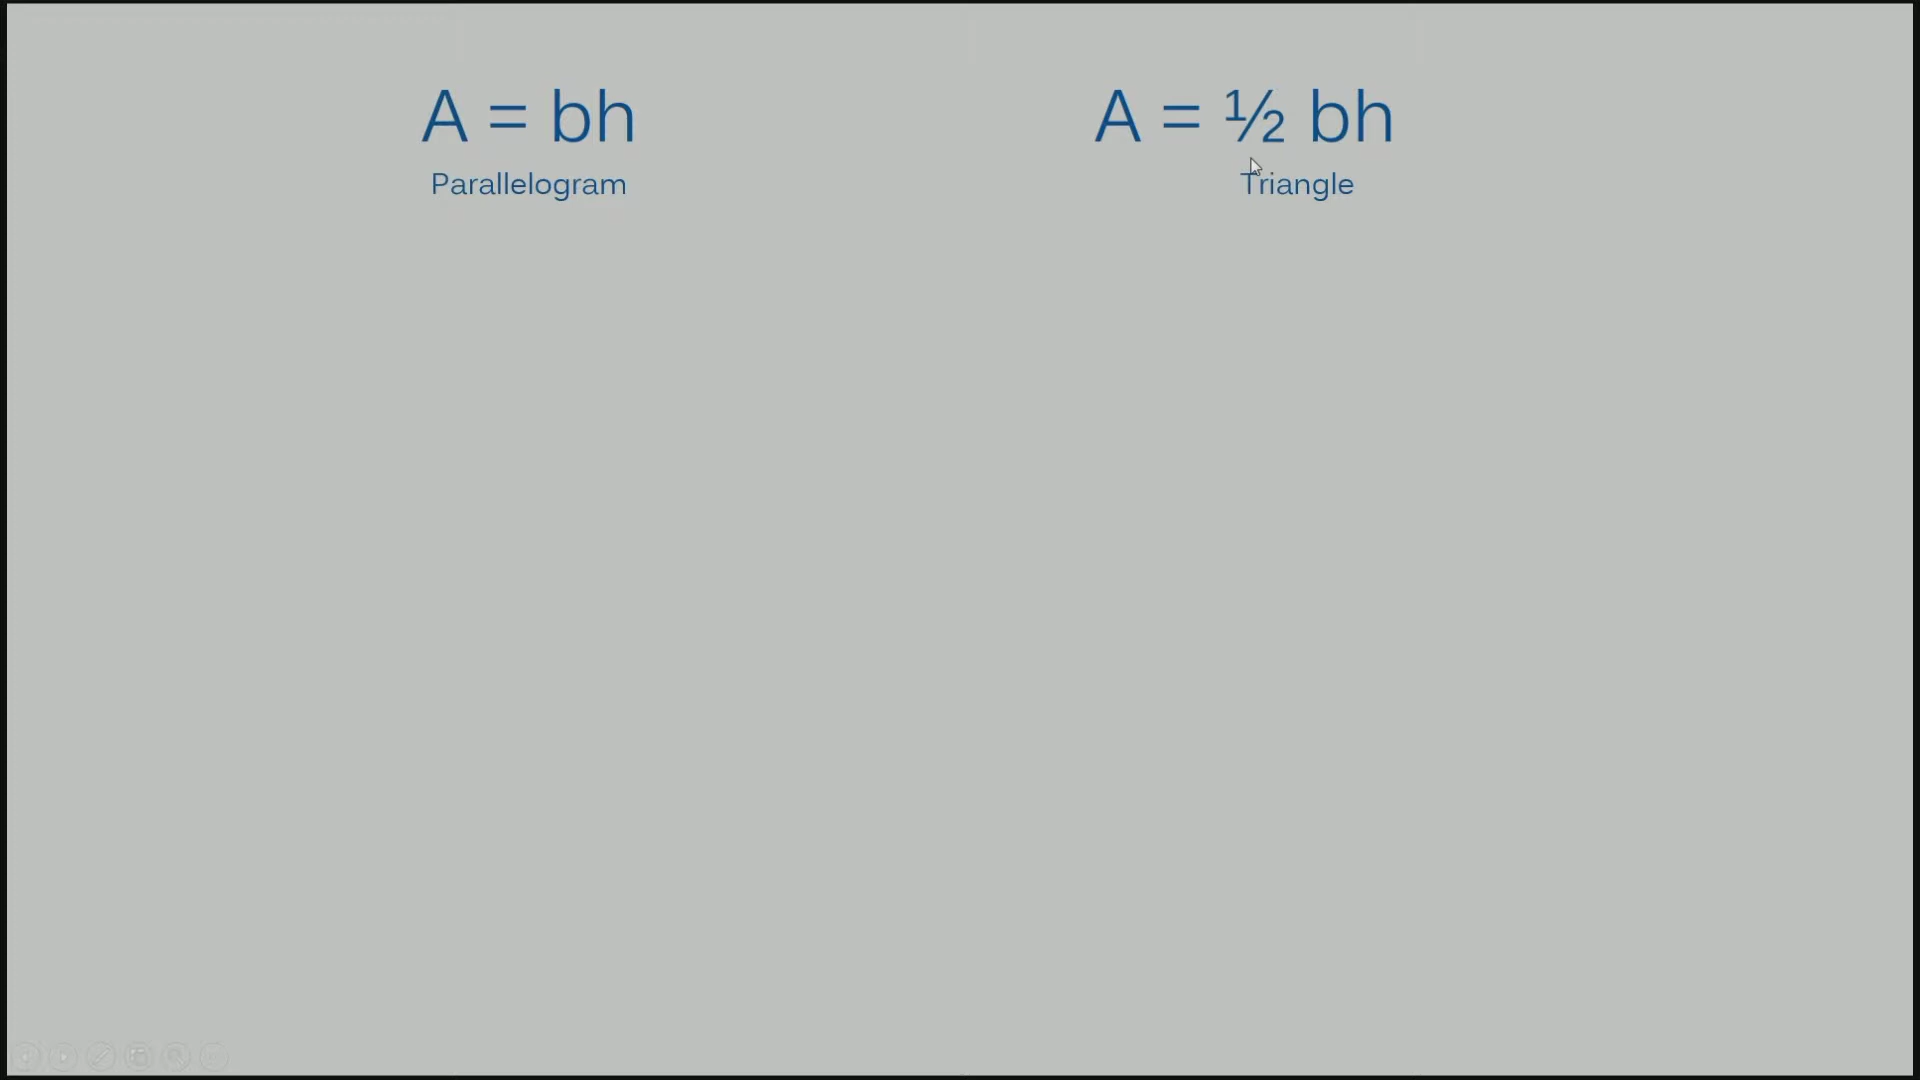 A = bh
Parallelogram
A = ½ bh
Triangle